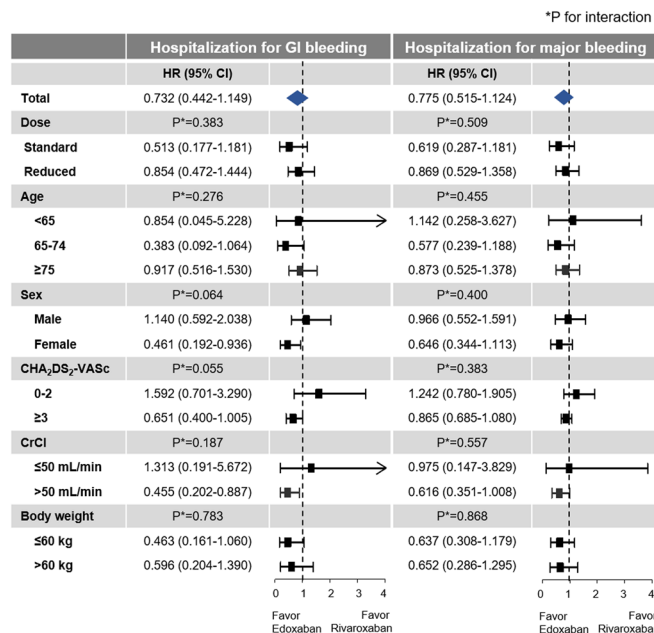 *P for interaction
Hospitalization for GI bleeding Hospitalization for major bleeding
HR (95% CI) HR (95% CI)
Total 0.732 (0.442-1.149) 0.775 (0.515-1.124)
Dose P*=0.383 P*=0.509
Standard 0.513 (0.177-1.181) 0.619 (0.287-1.181)
Reduced 0.854 (0.472-1.444) 0.869 (0.529-1.358)
Age P*=0.276 P*=0.455
<65 0.854 (0.045-5.228) 1.142 (0.258-3.627)
65-74 0.383 (0.092-1.064) 0.577 (0.239-1.188)
≥75 0.917 (0.516-1.530) 0.873 (0.525-1.378)
Sex P*=0.064 P*=0.400
Male 1.140 (0.592-2.038) 0.966 (0.552-1.591)
Female 0.461 (0.192-0.936) 0.646 (0.344-1.113)
CHA₂DS₂-VASc P*=0.055 P*=0.383
0-2 1.592 (0.701-3.290) 1.242 (0.780-1.905)
≥3 0.651 (0.400-1.005) 0.865 (0.685-1.080)
CrCl P*=0.187 P*=0.557
≤50 mL/min 1.313 (0.191-5.672) 0.975 (0.147-3.829)
>50 mL/min 0.455 (0.202-0.887) 0.616 (0.351-1.008)
Body weight P*=0.783 P*=0.868
≤60 kg 0.463 (0.161-1.060) 0.637 (0.308-1.179)
>60 kg 0.596 (0.204-1.390) 0.652 (0.286-1.295)
0 1 2 3 4 0 1 2 3 4
Favor Favor Favor Favor
Edoxaban Rivaroxaban Edoxaban Rivaroxaban